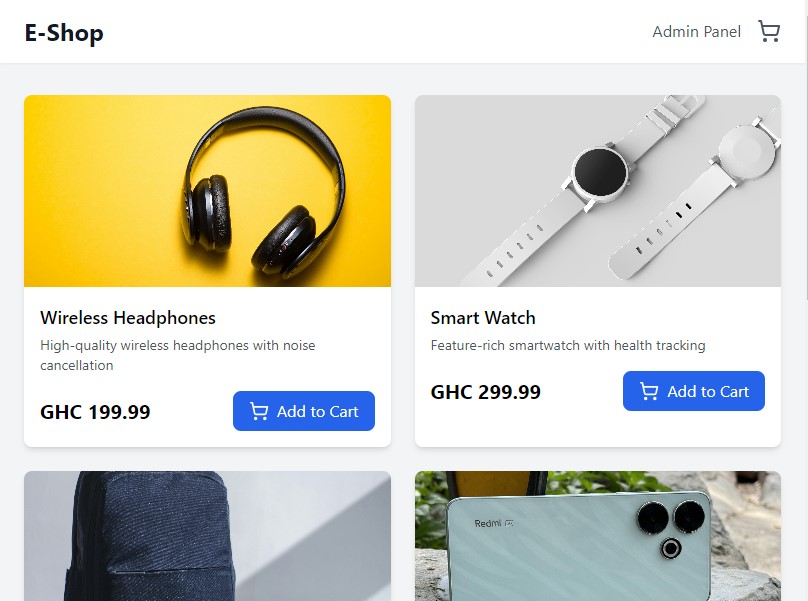 E-Shop
Admin Panel
Wireless Headphones
High-quality wireless headphones with noise
cancellation
GHC 199.99
Add to Cart
Smart Watch
Feature-rich smartwatch with health tracking
GHC 299.99
Add to Cart
Redmi